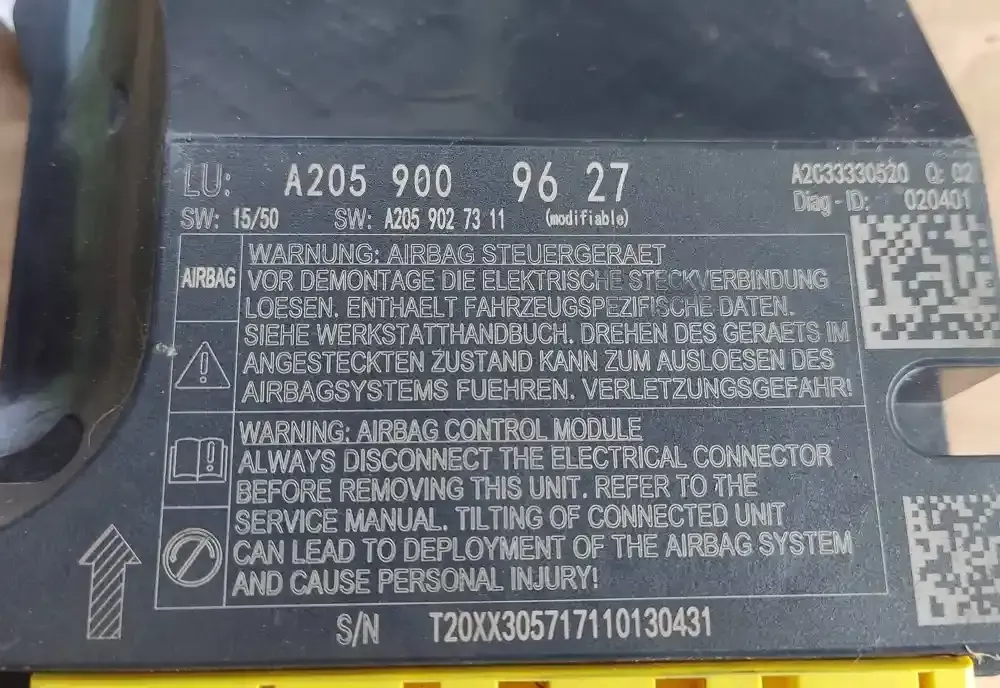 LU: A205 900 96 27
A2C33330520 Q: 02
SW: 15/50 SW: A205 902 73 11 (modifiable)
Diag-ID: 020401
AIRBAG
WARNUNG: AIRBAG STEUERGERAET
VOR DEMONTAGE DIE ELEKTRISCHE STECKVERBINDUNG
LOESEN. ENTHAELT FAHRZEUGSPEZIFISCHE DATEN.
SIEHE WERKSTATTHANDBUCH. DREHEN DES GERAETS IM
ANGESTECKTEN ZUSTAND KANN ZUM AUSLOESEN DES
AIRBAGSYSTEMS FUEHREN. VERLETZUNGSGEFAHR!
WARNING: AIRBAG CONTROL MODULE
ALWAYS DISCONNECT THE ELECTRICAL CONNECTOR
BEFORE REMOVING THIS UNIT. REFER TO THE
SERVICE MANUAL. TILTING OF CONNECTED UNIT
CAN LEAD TO DEPLOYMENT OF THE AIRBAG SYSTEM
AND CAUSE PERSONAL INJURY!
S/N T20XX305717110130431